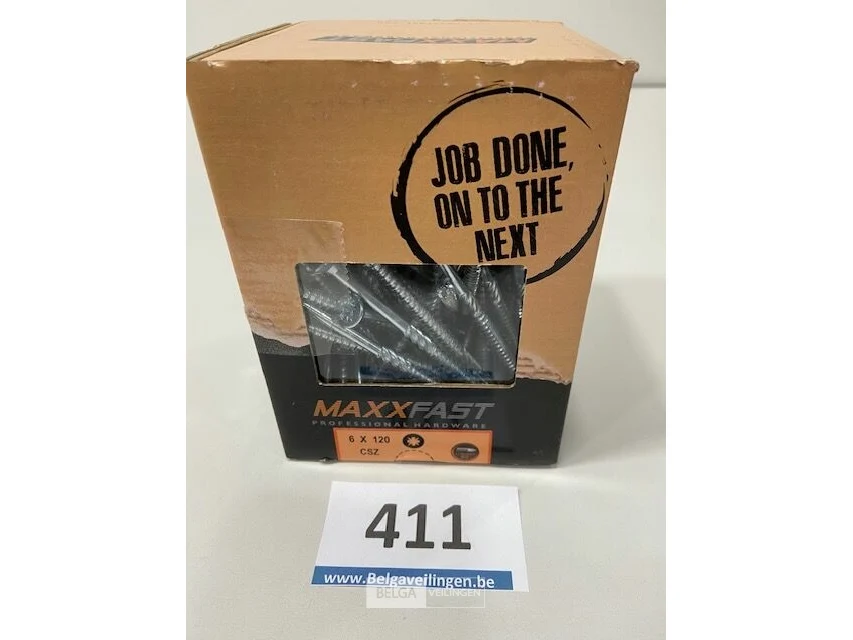 JOB DONE,
ON TO THE
NEXT
MAXXFAST
PROFESSIONAL HARDWARE
6 X 120
CSZ
411
www.Belgaveilingen.be
BELGA VEILINGEN